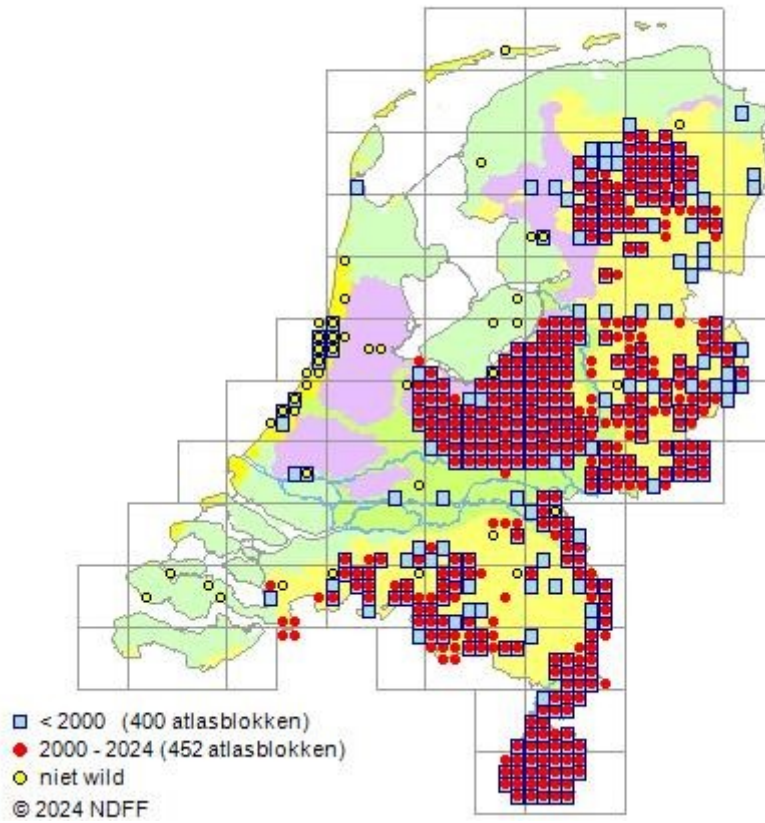 < 2000 (400 atlasblokken)
2000 - 2024 (452 atlasblokken)
niet wild
© 2024 NDFF